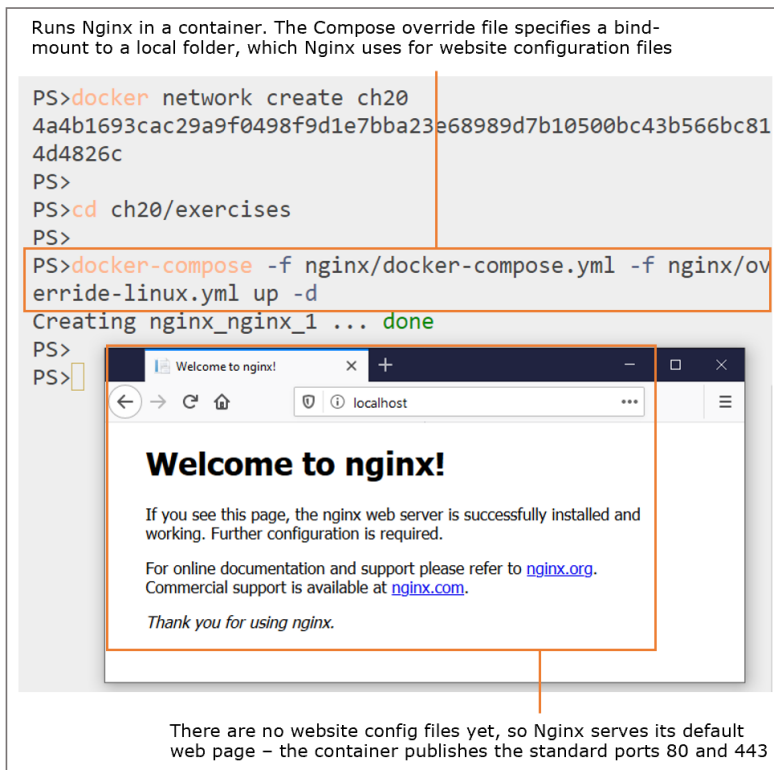 Runs Nginx in a container. The Compose override file specifies a bind-
mount to a local folder, which Nginx uses for website configuration files
PS>docker network create ch20
4a4b1693cac29a9f0498f9d1e7bba23e68989d7b10500bc43b566bc81
4d4826c
PS>
PS>cd ch20/exercises
PS>
PS>docker-compose -f nginx/docker-compose.yml -f nginx/ov
erride-linux.yml up -d
Creating nginx_nginx_1 ... done
PS>
PS>
Welcome to nginx!
localhost
Welcome to nginx!
If you see this page, the nginx web server is successfully installed and
working. Further configuration is required.
For online documentation and support please refer to nginx.org.
Commercial support is available at nginx.com.
Thank you for using nginx.
There are no website config files yet, so Nginx serves its default
web page – the container publishes the standard ports 80 and 443